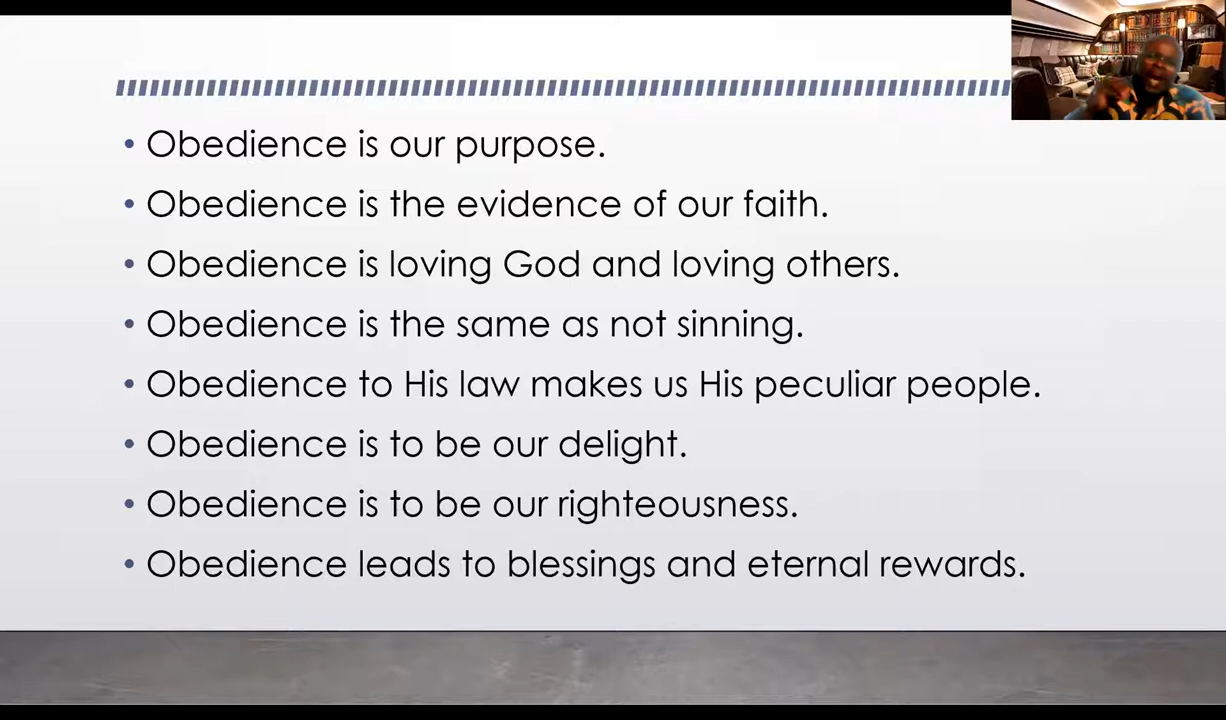 Obedience is our purpose.
Obedience is the evidence of our faith.
Obedience is loving God and loving others.
Obedience is the same as not sinning.
Obedience to His law makes us His peculiar people.
Obedience is to be our delight.
Obedience is to be our righteousness.
Obedience leads to blessings and eternal rewards.